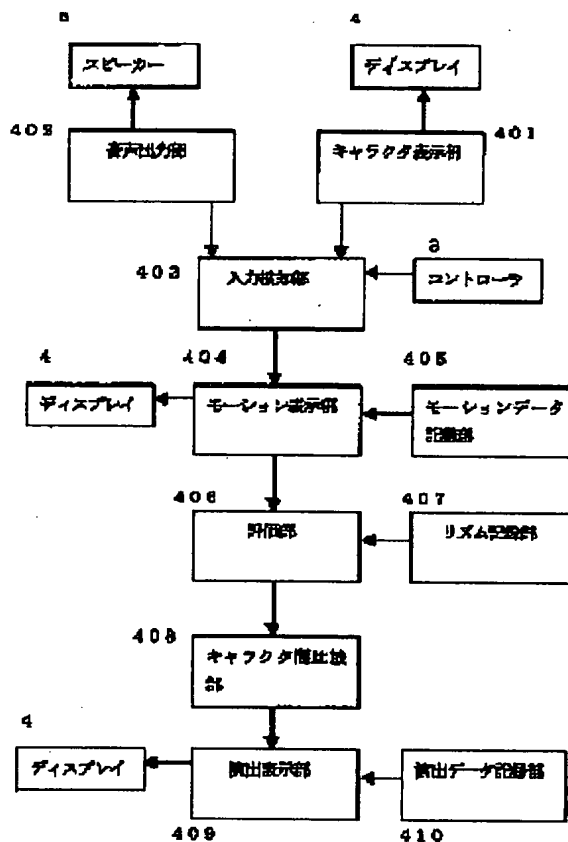 4
スピーカー
ディスプレイ
402
401
音声出力部
キャラクタ表示部
3
403
入力検知部
コントローラ
4
404
405
ディスプレイ
モーション表示部
モーションデータ
記録部
406
407
評価部
リズム記録部
408
キャラクタ間比較
部
4
ディスプレイ
演出表示部
演出データ記録部
409
410